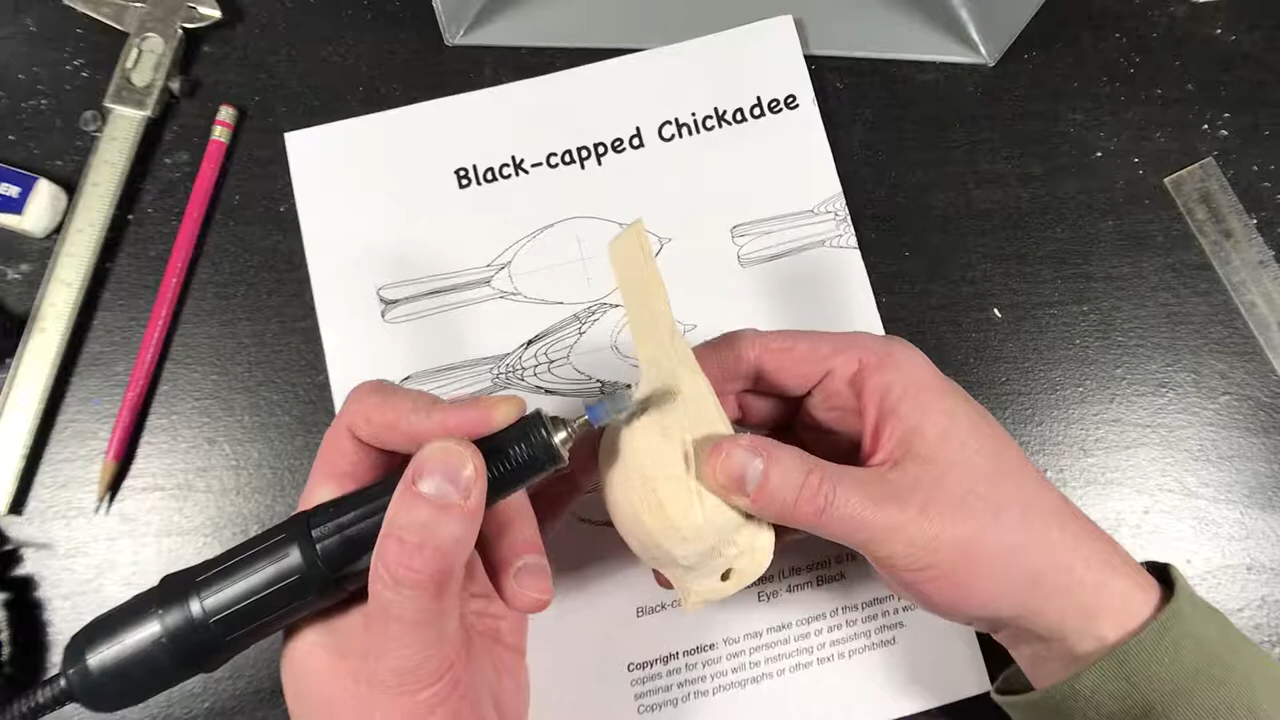 Black-capped Chickadee
(Life-size) ©
Eye: 4mm Black
Copyright notice: You may make copies of this pattern
copies are for your own personal use or are for use in a
seminar where you will be instructing or assisting others.
Copying of the photographs or other text is prohibited.